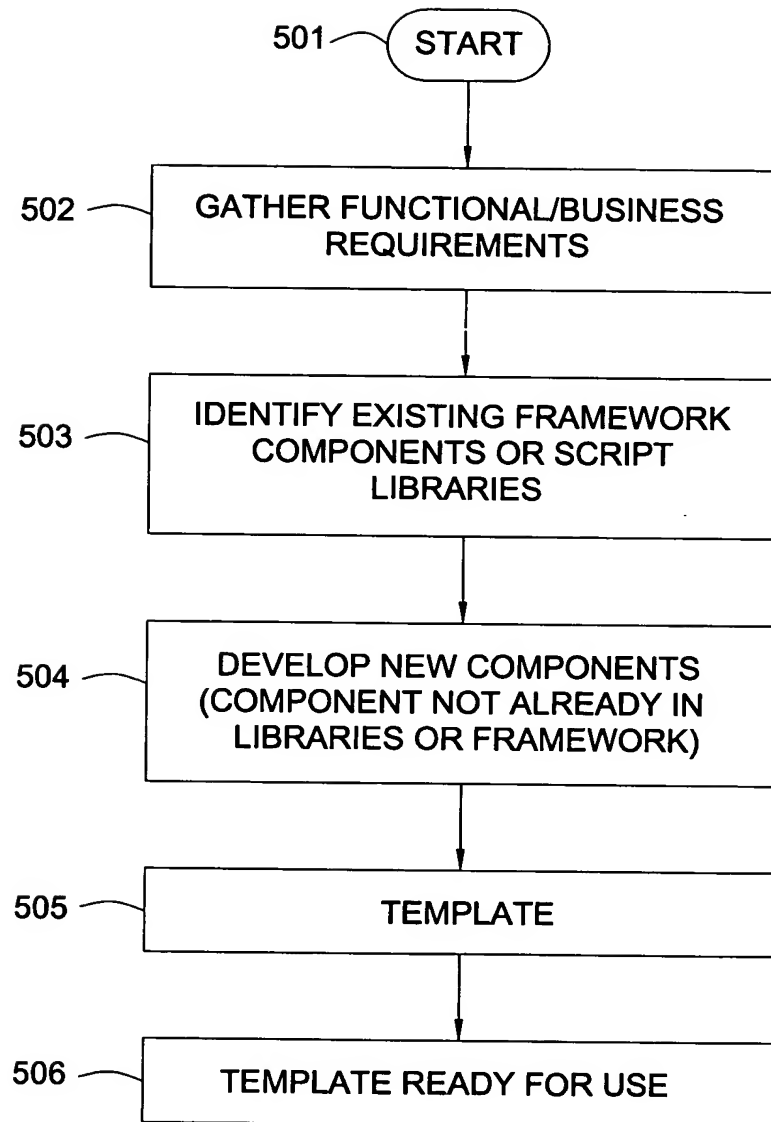 501
START
502
GATHER FUNCTIONAL/BUSINESS
REQUIREMENTS
503
IDENTIFY EXISTING FRAMEWORK
COMPONENTS OR SCRIPT
LIBRARIES
504
DEVELOP NEW COMPONENTS
(COMPONENT NOT ALREADY IN
LIBRARIES OR FRAMEWORK)
505
TEMPLATE
506
TEMPLATE READY FOR USE